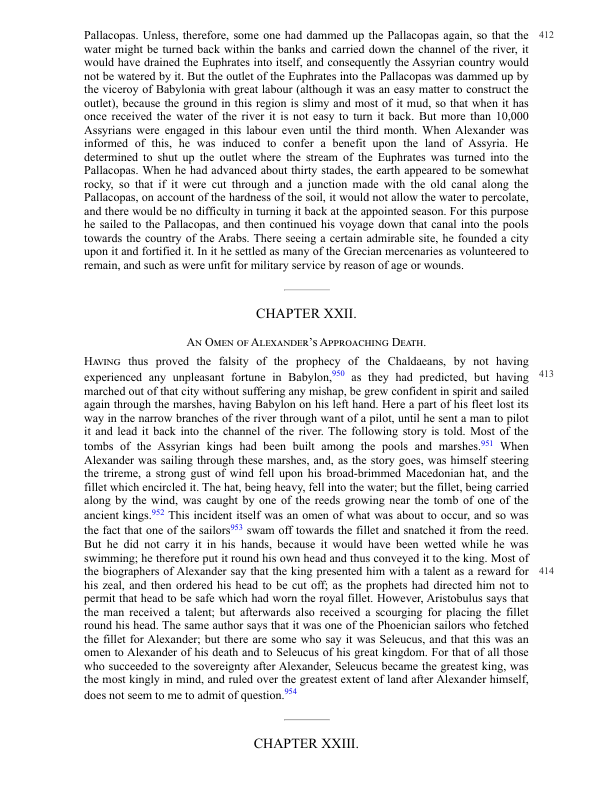 Pallacopas. Unless, therefore, some one had dammed up the Pallacopas again, so that the 412
water might be turned back within the banks and carried down the channel of the river, it
would have drained the Euphrates into itself, and consequently the Assyrian country would
not be watered by it. But the outlet of the Euphrates into the Pallacopas was dammed up by
the viceroy of Babylonia with great labour (although it was an easy matter to construct the
outlet), because the ground in this region is slimy and most of it mud, so that when it has
once received the water of the river it is not easy to turn it back. But more than 10,000
Assyrians were engaged in this labour even until the third month. When Alexander was
informed of this, he was induced to confer a benefit upon the land of Assyria. He
determined to shut up the outlet where the stream of the Euphrates was turned into the
Pallacopas. When he had advanced about thirty stades, the earth appeared to be somewhat
rocky, so that if it were cut through and a junction made with the old canal along the
Pallacopas, on account of the hardness of the soil, it would not allow the water to percolate,
and there would be no difficulty in turning it back at the appointed season. For this purpose
he sailed to the Pallacopas, and then continued his voyage down that canal into the pools
towards the country of the Arabs. There seeing a certain admirable site, he founded a city
upon it and fortified it. In it he settled as many of the Grecian mercenaries as volunteered to
remain, and such as were unfit for military service by reason of age or wounds.
CHAPTER XXII.
An Omen of Alexander's Approaching Death.
Having thus proved the falsity of the prophecy of the Chaldaeans, by not having
experienced any unpleasant fortune in Babylon,950 as they had predicted, but having 413
marched out of that city without suffering any mishap, be grew confident in spirit and sailed
again through the marshes, having Babylon on his left hand. Here a part of his fleet lost its
way in the narrow branches of the river through want of a pilot, until he sent a man to pilot
it and lead it back into the channel of the river. The following story is told. Most of the
tombs of the Assyrian kings had been built among the pools and marshes.951 When
Alexander was sailing through these marshes, and, as the story goes, was himself steering
the trireme, a strong gust of wind fell upon his broad-brimmed Macedonian hat, and the
fillet which encircled it. The hat, being heavy, fell into the water; but the fillet, being carried
along by the wind, was caught by one of the reeds growing near the tomb of one of the
ancient kings.952 This incident itself was an omen of what was about to occur, and so was
the fact that one of the sailors953 swam off towards the fillet and snatched it from the reed.
But he did not carry it in his hands, because it would have been wetted while he was
swimming; he therefore put it round his own head and thus conveyed it to the king. Most of
the biographers of Alexander say that the king presented him with a talent as a reward for 414
his zeal, and then ordered his head to be cut off; as the prophets had directed him not to
permit that head to be safe which had worn the royal fillet. However, Aristobulus says that
the man received a talent; but afterwards also received a scourging for placing the fillet
round his head. The same author says that it was one of the Phoenician sailors who fetched
the fillet for Alexander; but there are some who say it was Seleucus, and that this was an
omen to Alexander of his death and to Seleucus of his great kingdom. For that of all those
who succeeded to the sovereignty after Alexander, Seleucus became the greatest king, was
the most kingly in mind, and ruled over the greatest extent of land after Alexander himself,
does not seem to me to admit of question.954
CHAPTER XXIII.